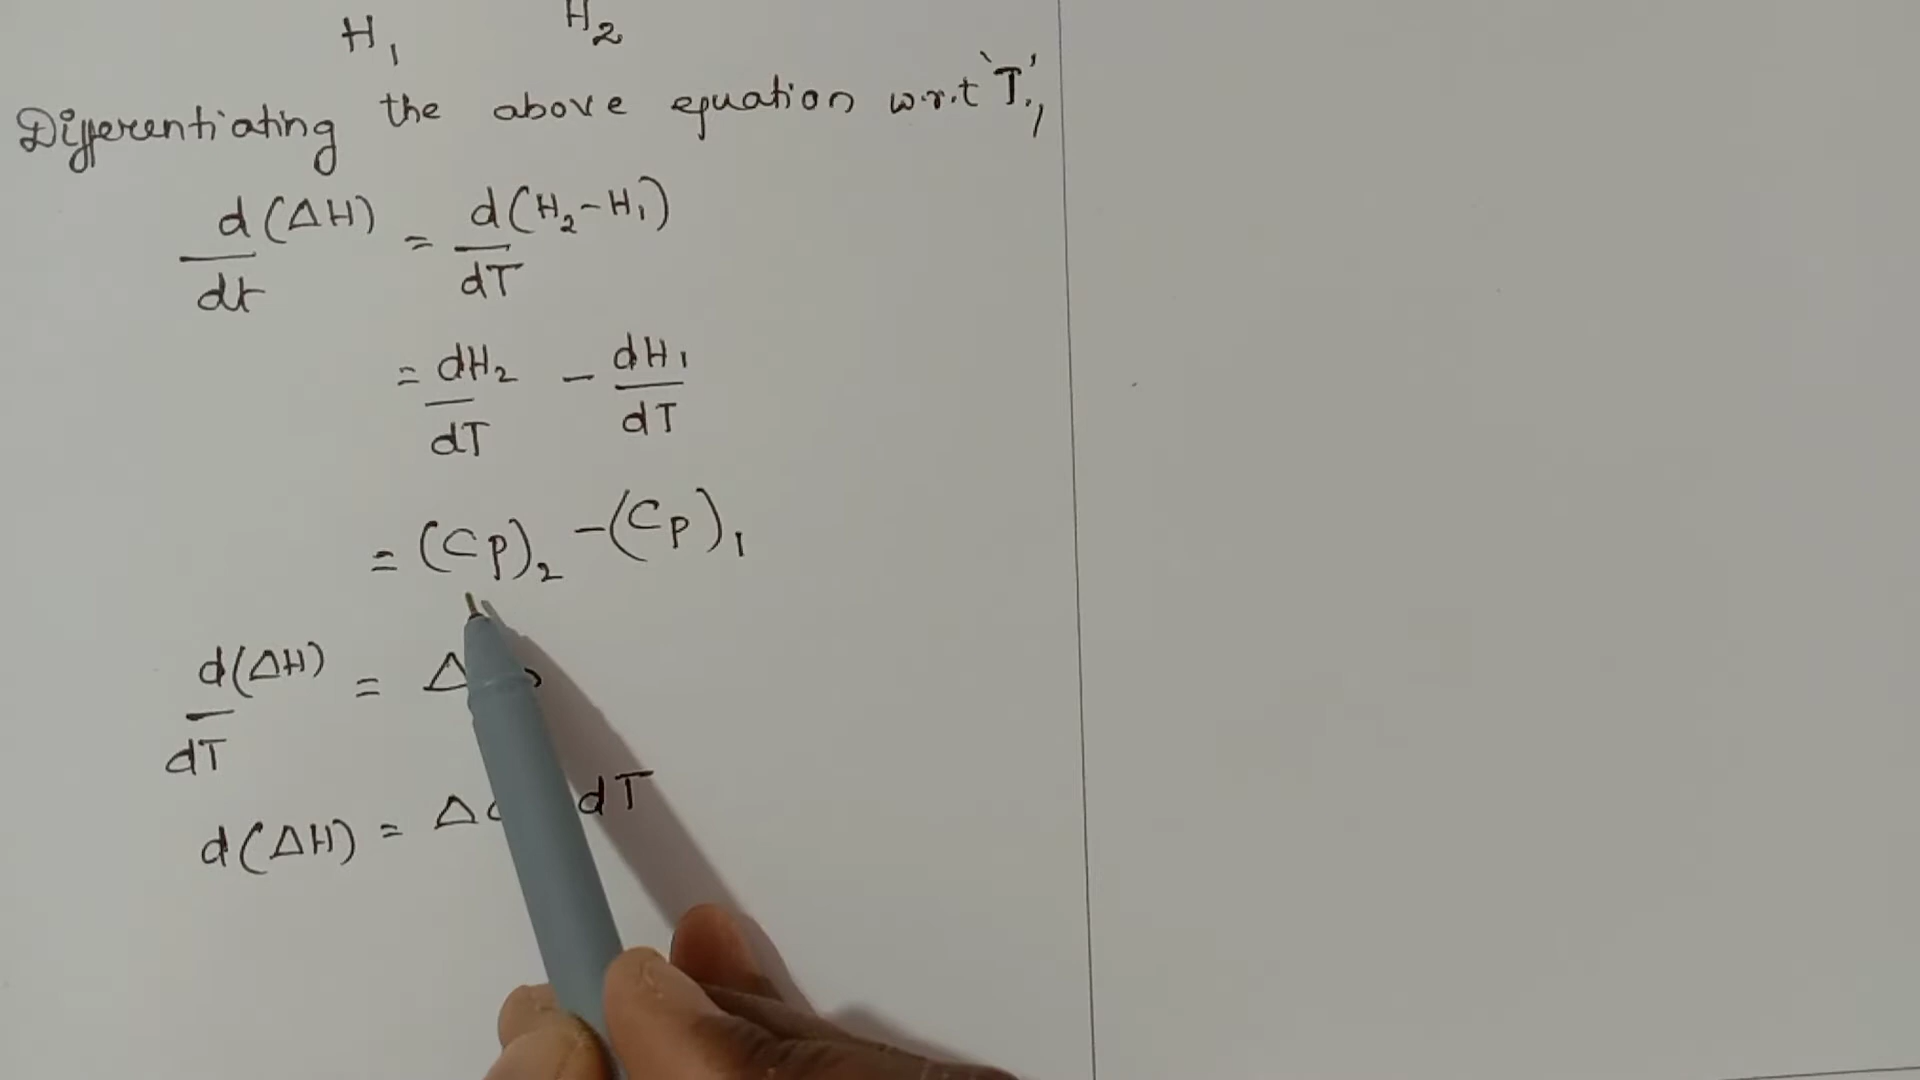 H₁ H₂
Differentiating the above equation w.r.t 'T',
d(ΔH)/dt = d(H₂-H₁)/dT
= dH₂/dT - dH₁/dT
= (Cp)₂ - (Cp)₁
d(ΔH)/dT = Δ
d(ΔH) = ΔC dT